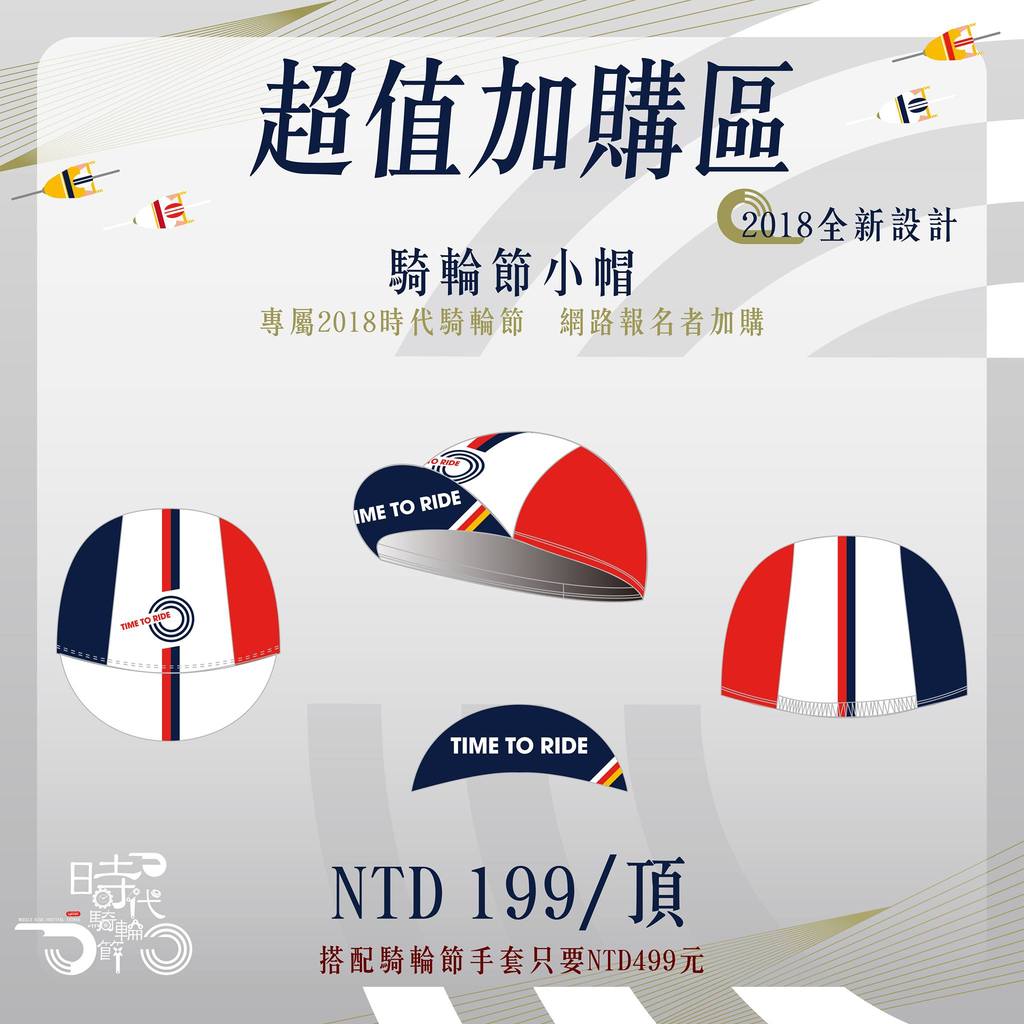 超值加購區
2018全新設計
騎輪節小帽
專屬2018時代騎輪節 網路報名者加購
O RIDE
IME TO RIDE
TIME TO RIDE
TIME TO RIDE
NTD 199/頂
搭配騎輪節手套只要NTD499元
時代
騎輪
節